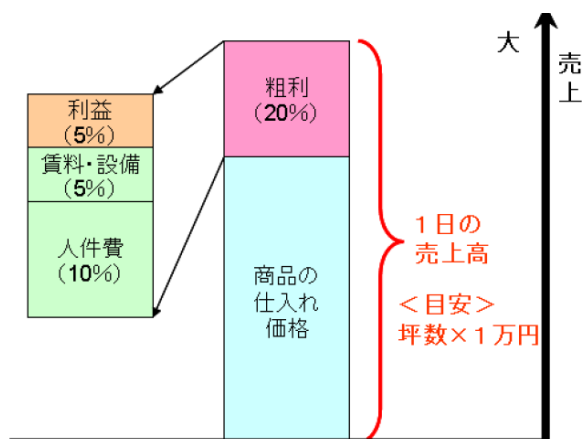 利益
(5%)
賃料・設備
(5%)
人件費
(10%)
粗利
(20%)
商品の
仕入れ
価格
1日の
売上高
＜目安＞
坪数×１万円
大
売上